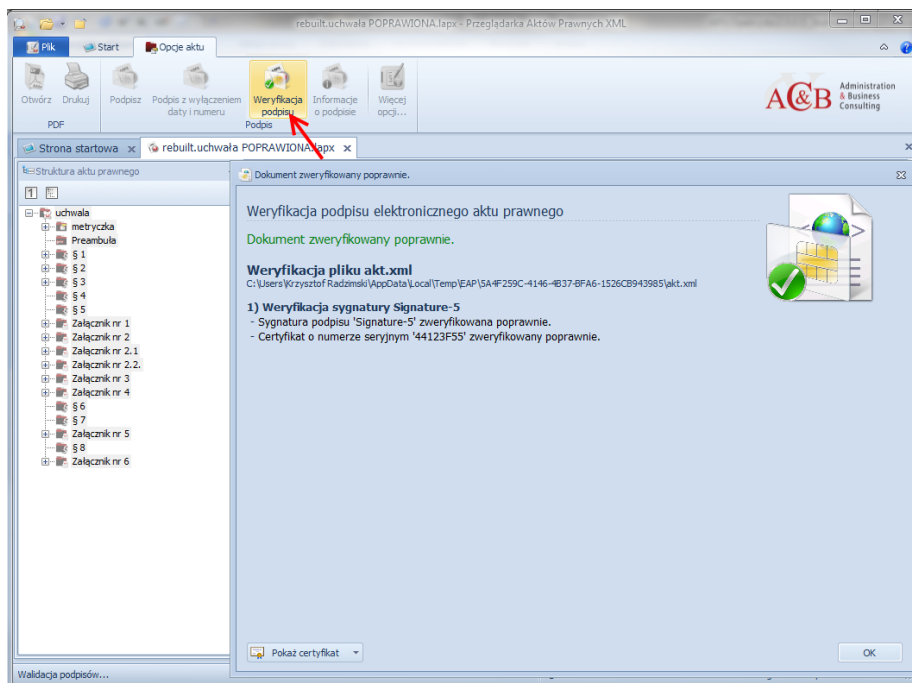 rebuilt.uchwała POPRAWIONA.lapx - Przeglądarka Aktów Prawnych XML
Plik Start Opcje aktu
Otwórz Drukuj Podpisz Podpis z wyłączeniem daty i numeru Weryfikacja podpisu Informacje o podpisie Więcej opcji...
PDF Podpis
A&B Administration & Business Consulting
Strona startowa x rebuilt.uchwała POPRAWIONA.lapx x
Struktura aktu prawnego
uchwala
metryczka
Preambuła
§ 1
§ 2
§ 3
§ 4
§ 5
Załącznik nr 1
Załącznik nr 2
Załącznik nr 2.1
Załącznik nr 2.2.
Załącznik nr 3
Załącznik nr 4
§ 6
§ 7
Załącznik nr 5
§ 8
Załącznik nr 6
Dokument zweryfikowany poprawnie.
Weryfikacja podpisu elektronicznego aktu prawnego
Dokument zweryfikowany poprawnie.
Weryfikacja pliku akt.xml
C:\Users\Krzysztof Radzimski\AppData\Local\Temp\EAP\5A4F259C-4146-4B37-BFA6-1526CB943985\akt.xml
1) Weryfikacja sygnatury Signature-5
- Sygnatura podpisu 'Signature-5' zweryfikowana poprawnie.
- Certyfikat o numerze seryjnym '44123F55' zweryfikowany poprawnie.
Pokaż certyfikat
OK
Walidacja podpisów...